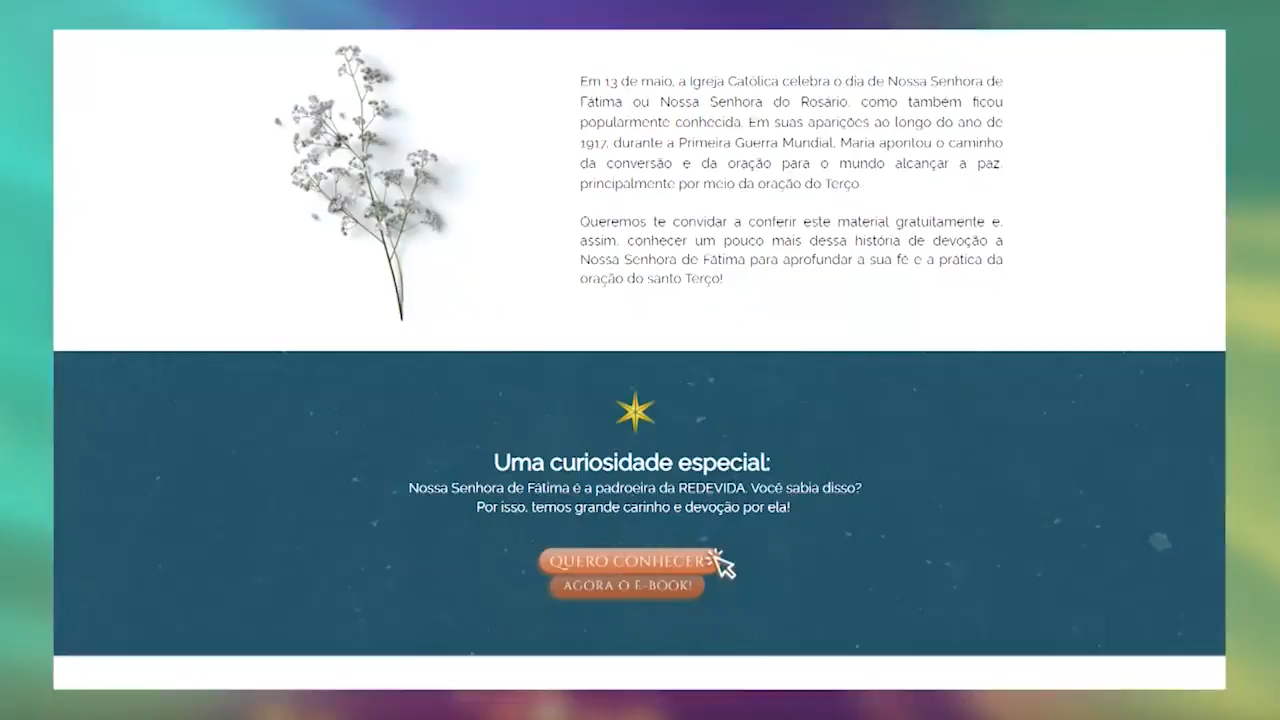 Em 13 de maio, a Igreja Católica celebra o dia de Nossa Senhora de
Fátima ou Nossa Senhora do Rosário, como também ficou
popularmente conhecida. Em suas aparições ao longo do ano de
1917, durante a Primeira Guerra Mundial, Maria apontou o caminho
da conversão e da oração para o mundo alcançar a paz,
principalmente por meio da oração do Terço.
Queremos te convidar a conferir este material gratuitamente e,
assim, conhecer um pouco mais dessa história de devoção a
Nossa Senhora de Fátima para aprofundar a sua fé e a prática da
oração do santo Terço!
Uma curiosidade especial:
Nossa Senhora de Fátima é a padroeira da REDEVIDA. Você sabia disso?
Por isso, temos grande carinho e devoção por ela!
QUERO CONHECER
AGORA O E-BOOK!